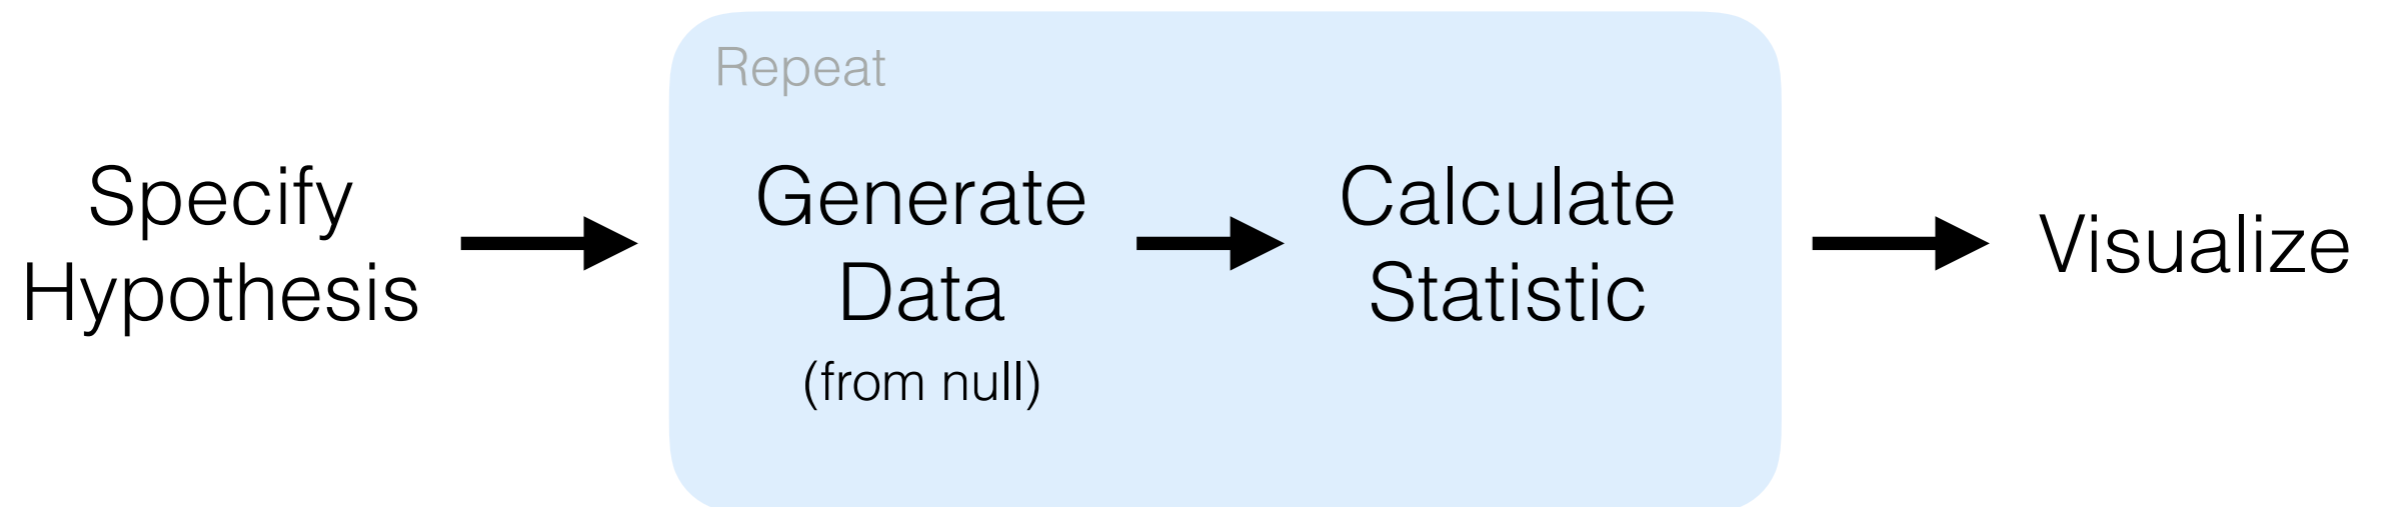 Repeat
Specify
Hypothesis
Generate
Data
(from null)
Calculate
Statistic
Visualize